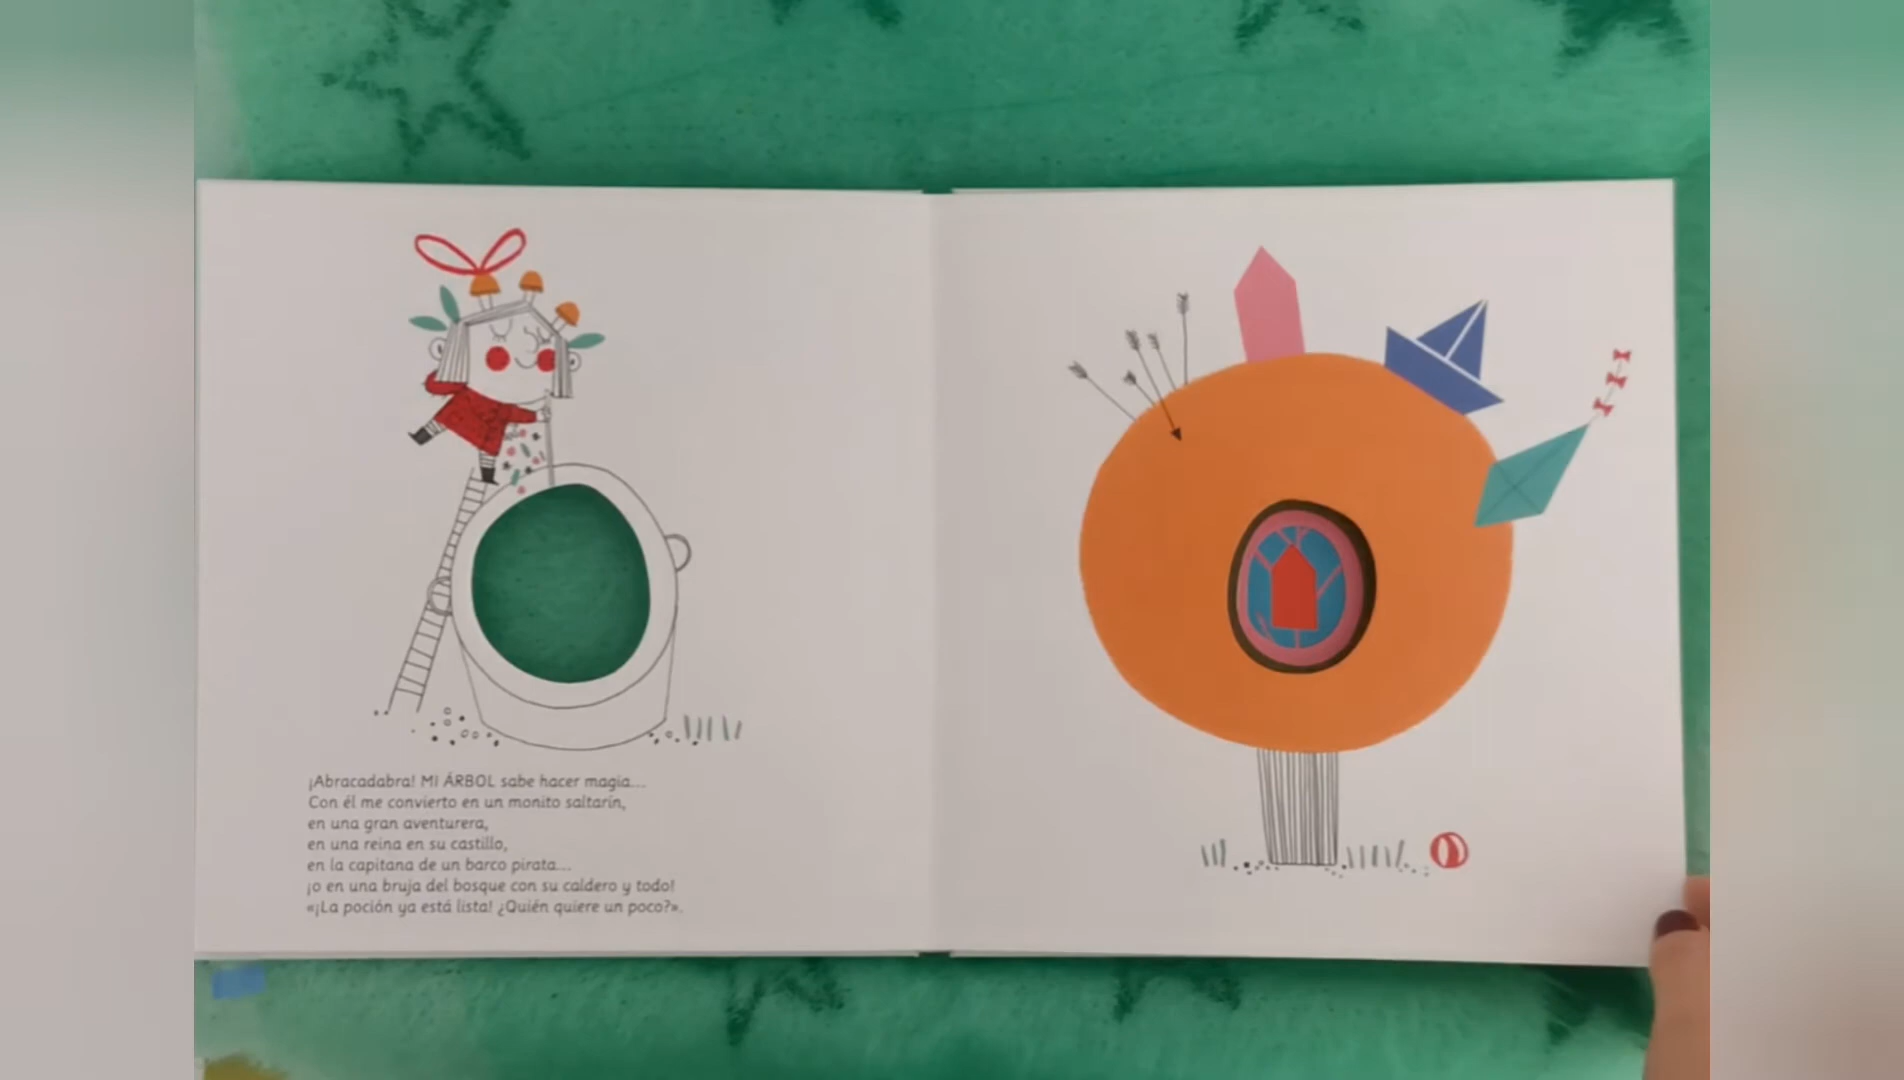 ¡Abracadabra! MI ÁRBOL sabe hacer magia...
Con él me convierto en un monito saltarín,
en una gran aventurera,
en una reina en su castillo,
en la capitana de un barco pirata...
¡o en una bruja del bosque con su caldero y todo!
«¡La poción ya está lista! ¿Quién quiere un poco?».